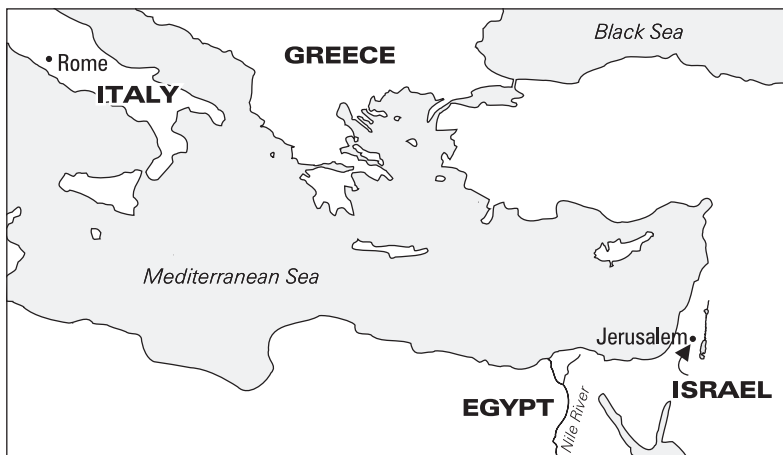 Black Sea
GREECE
Rome
ITALY
Mediterranean Sea
Jerusalem
ISRAEL
EGYPT
Nile River